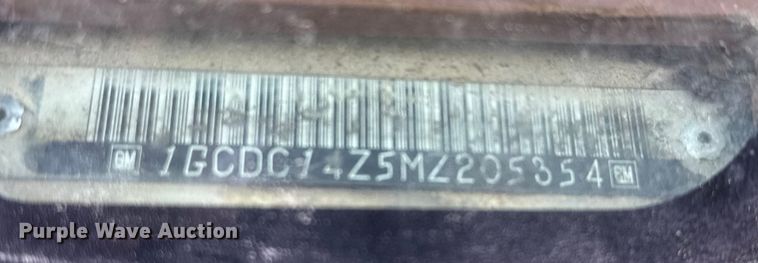 GM 1GCDC14Z5MZ205354 GM
Purple Wave Auction